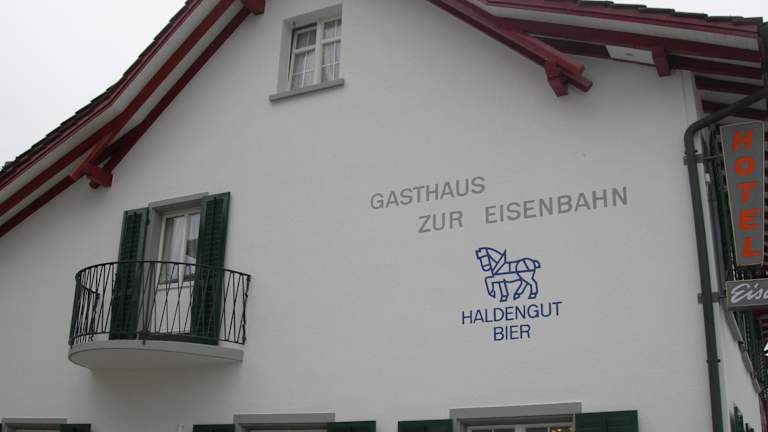 GASTHAUS
ZUR EISENBAHN
HALDENGUT
BIER
HOTEL